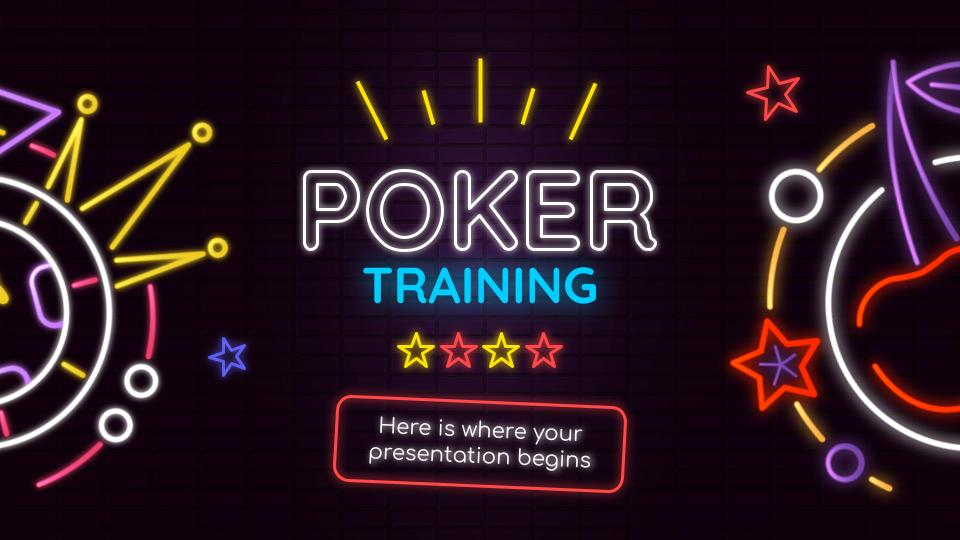 POKER
TRAINING
Here is where your
presentation begins